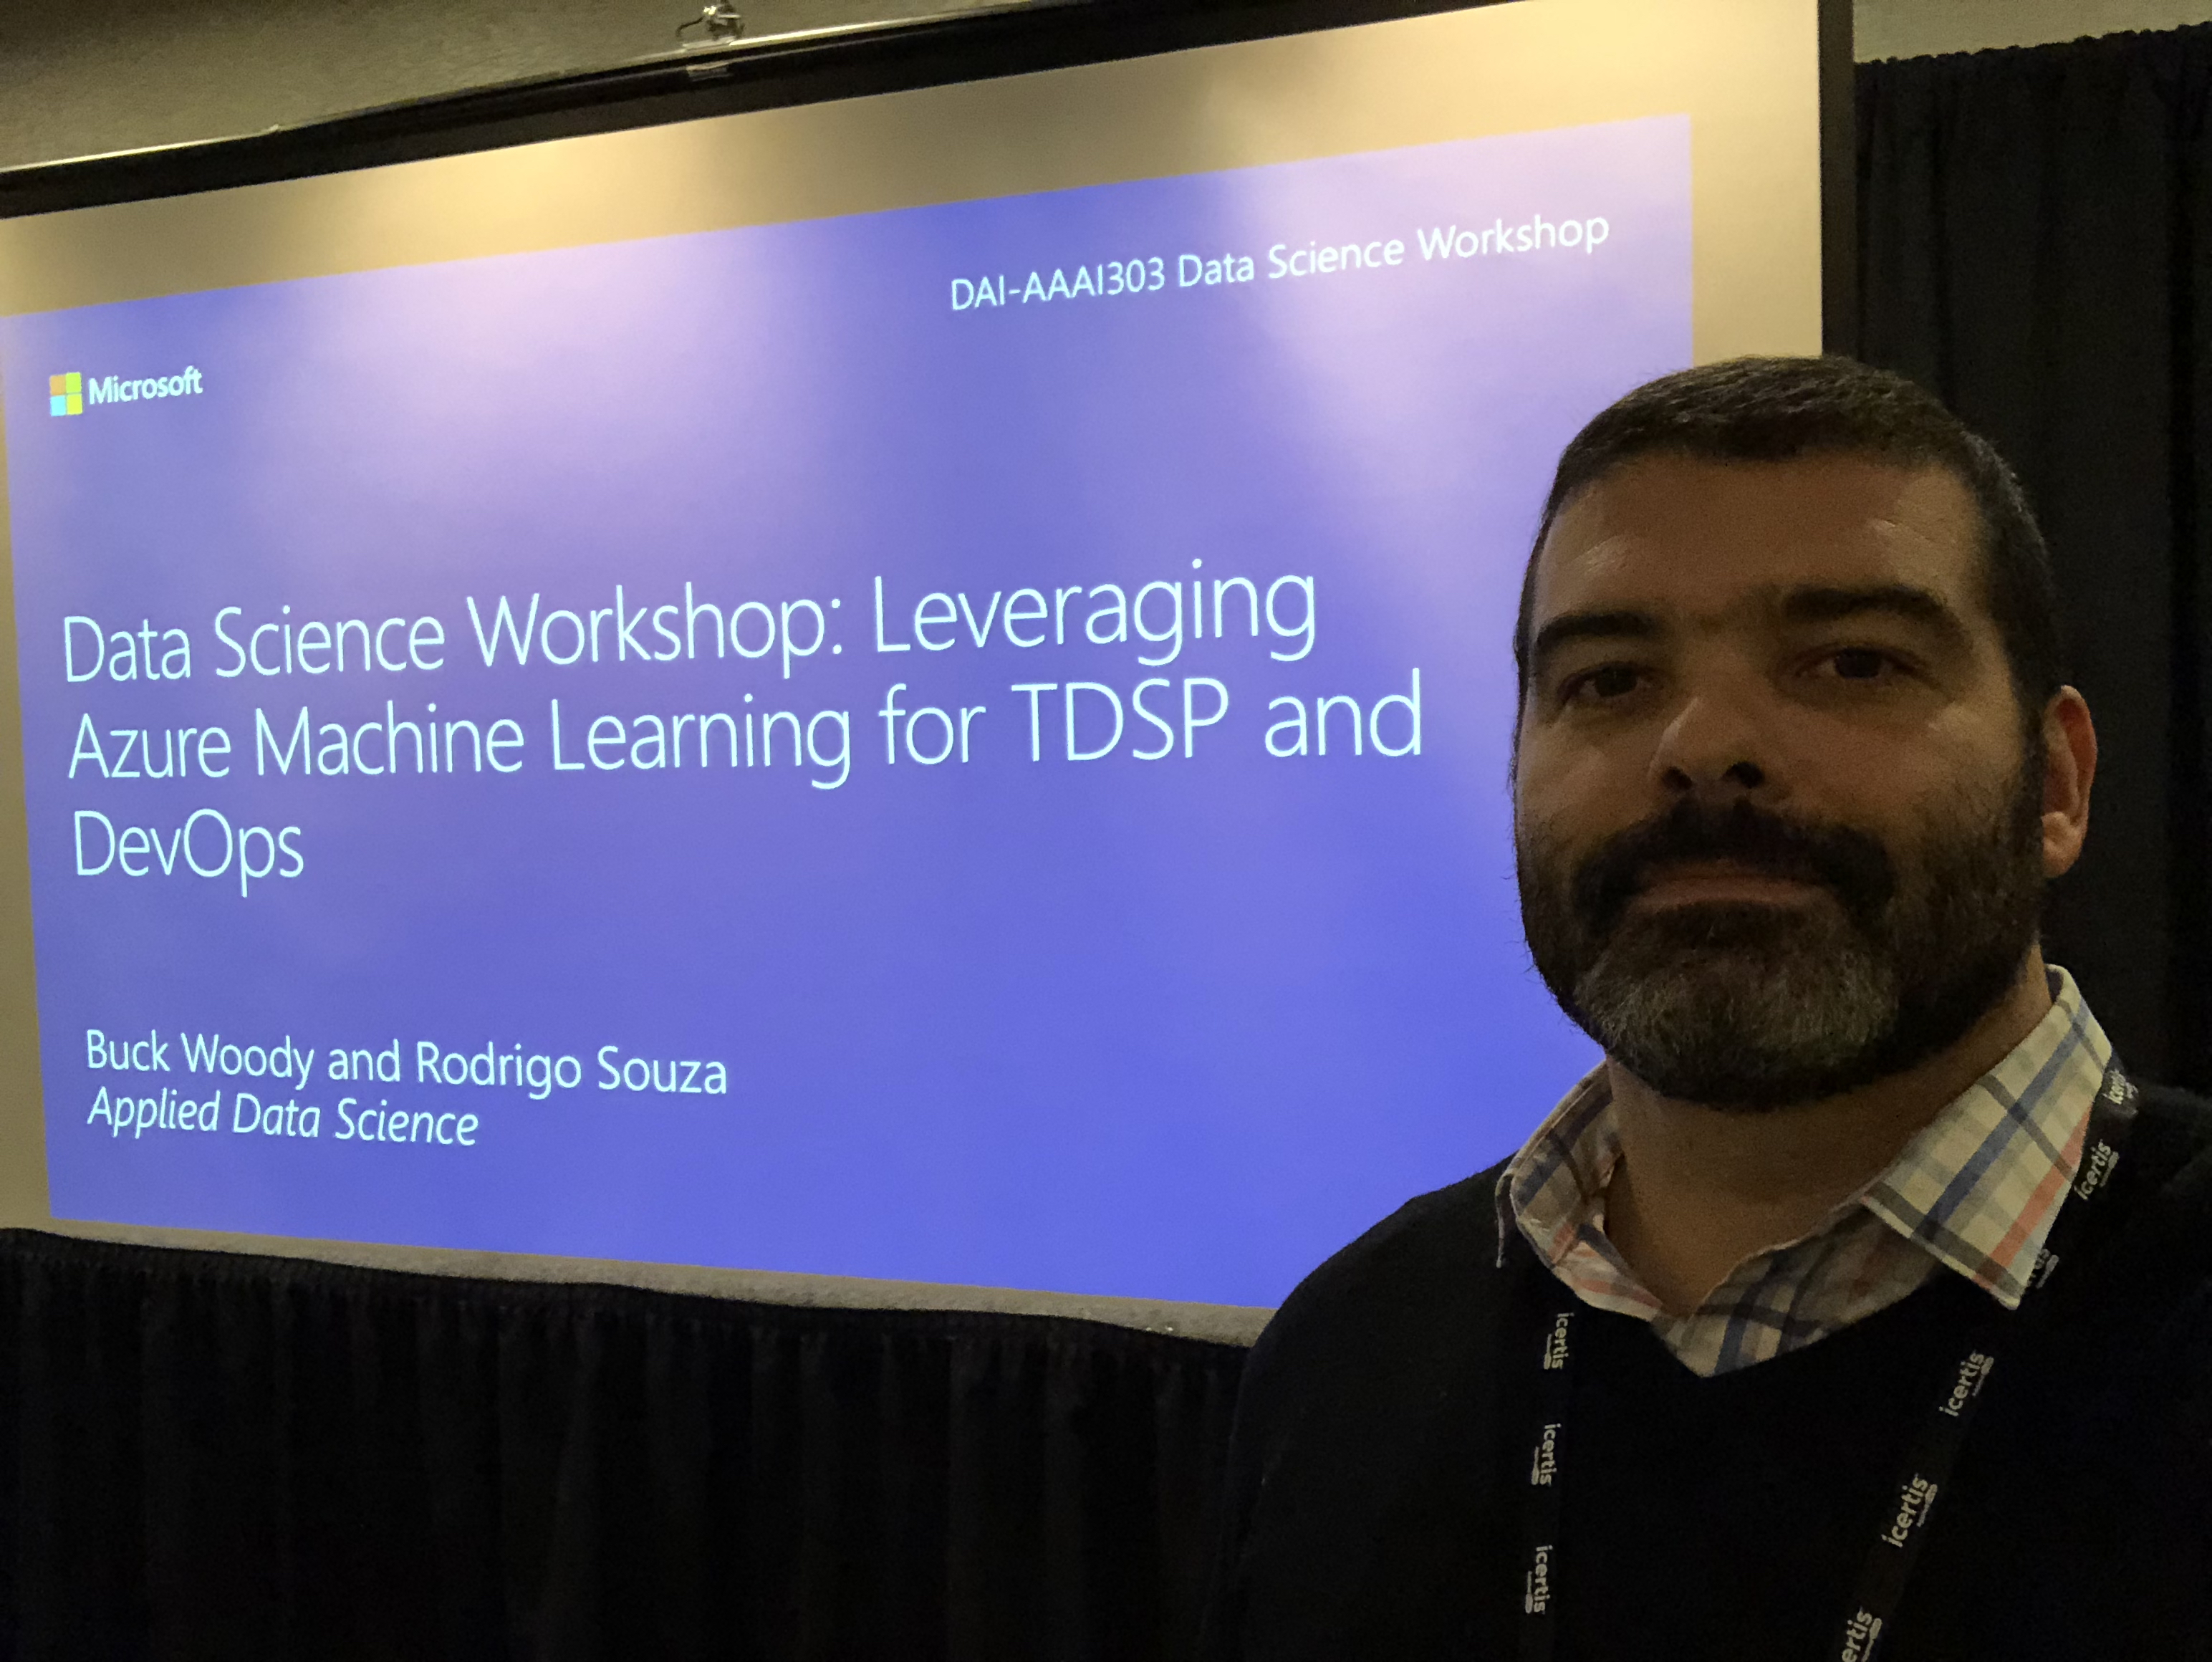 DAI-AAAI303 Data Science Workshop
Microsoft
Data Science Workshop: Leveraging
Azure Machine Learning for TDSP and
DevOps
Buck Woody and Rodrigo Souza
Applied Data Science
icertis
icertis
icertis
icertis
icertis
icertis
icertis